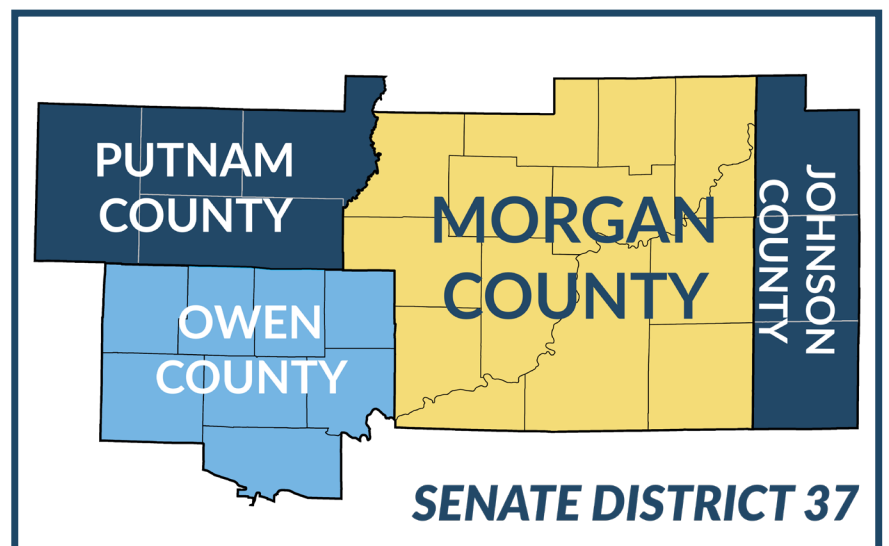 PUTNAM
COUNTY
MORGAN
COUNTY
JOHNSON
COUNTY
OWEN
COUNTY
SENATE DISTRICT 37